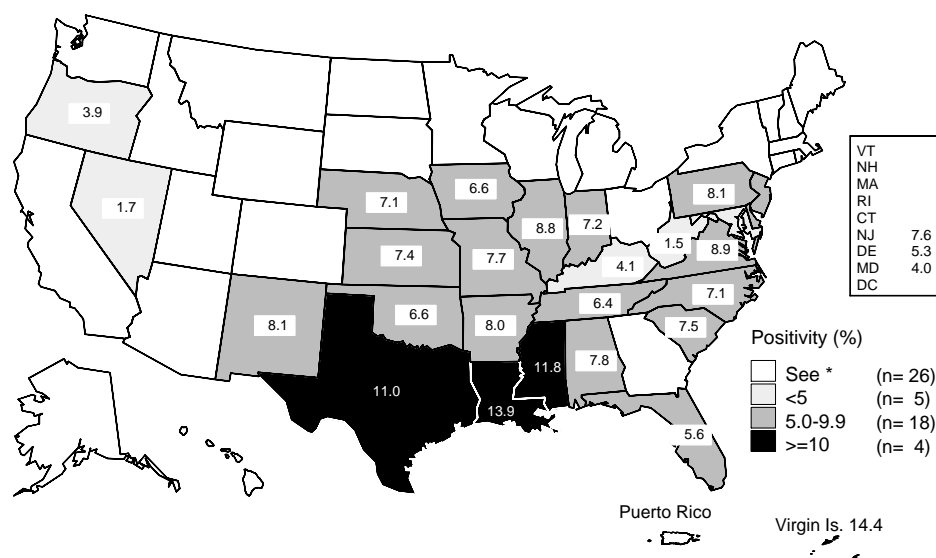 3.9
VT
NH
MA
RI
CT
NJ 7.6
DE 5.3
MD 4.0
DC
8.1
6.6
7.1
1.7
7.2
8.8
1.5
8.9
7.4
7.7
4.1
7.1
6.4
6.6
8.0
8.1
7.5
Positivity (%)
7.8
11.8
See * (n= 26)
11.0
<5 (n= 5)
13.9
5.0-9.9 (n= 18)
5.6
>=10 (n= 4)
Puerto Rico
Virgin Is. 14.4